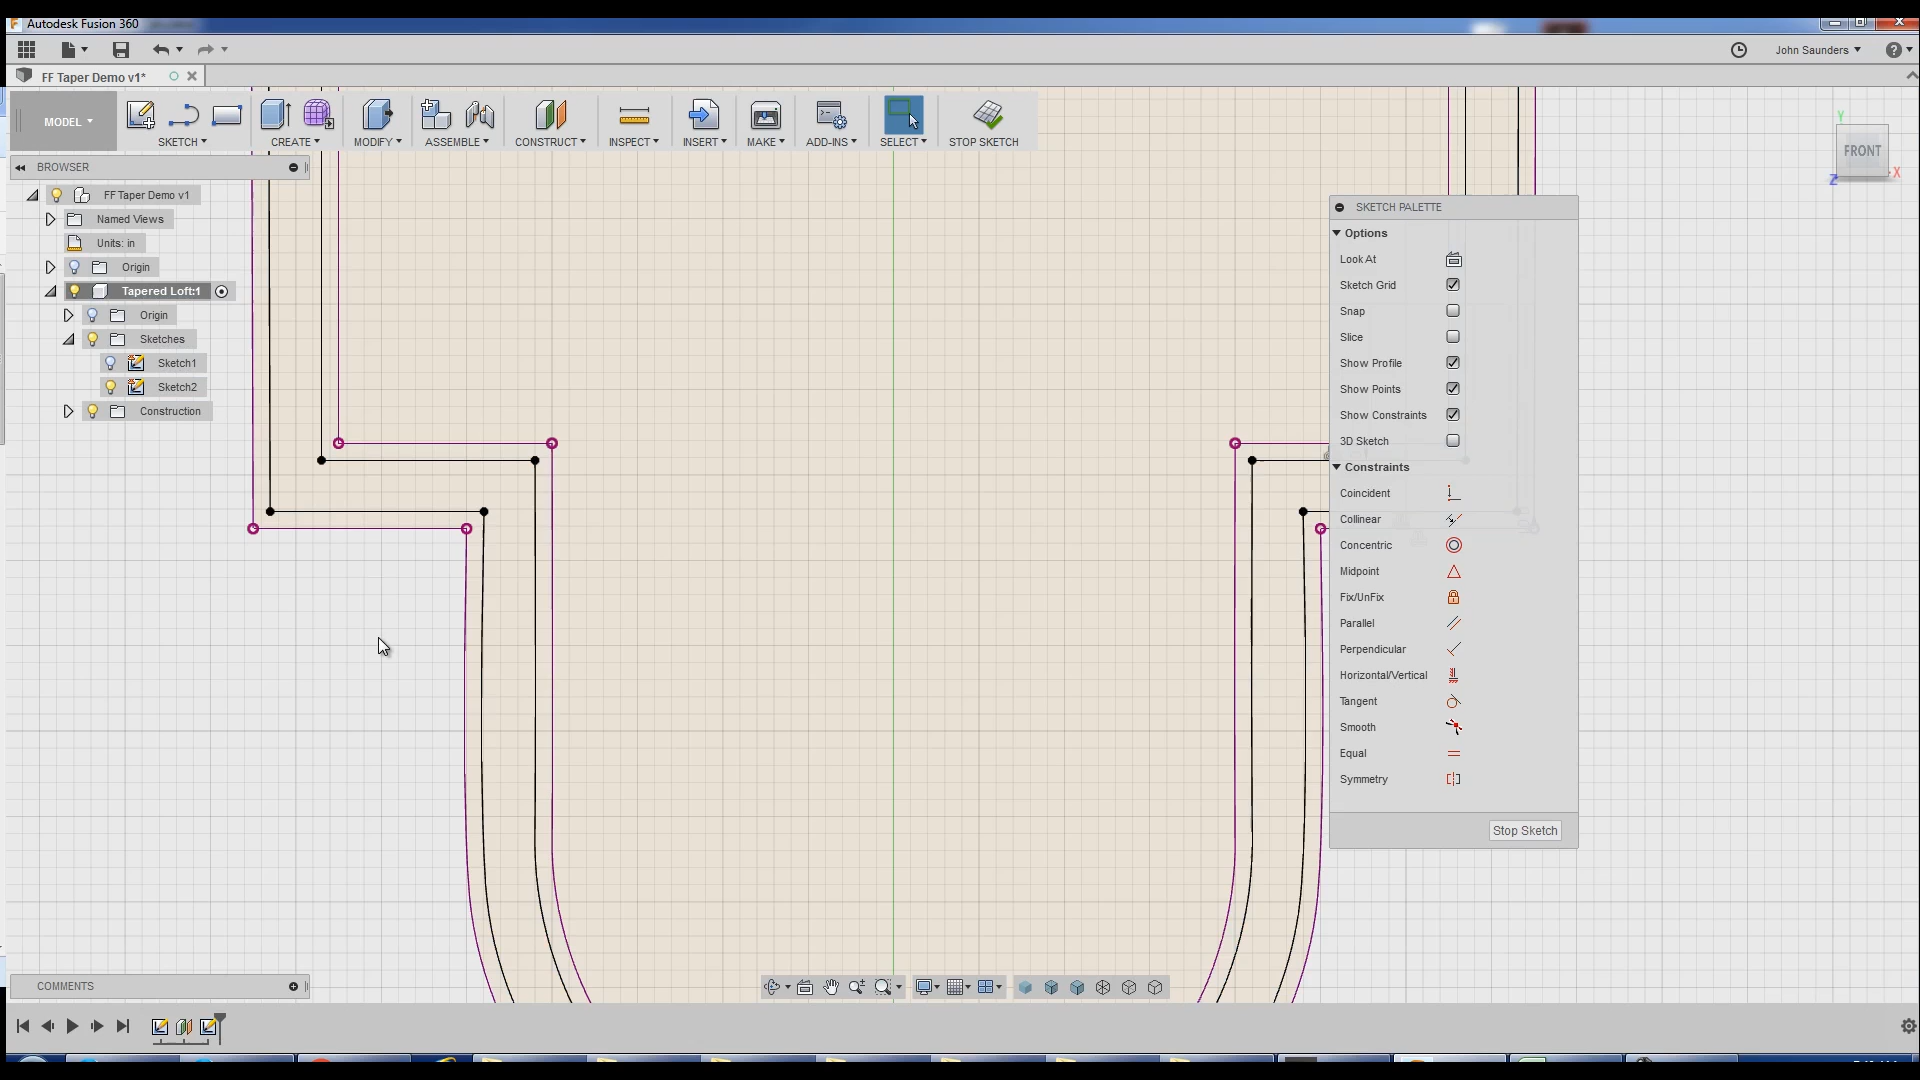 Autodesk Fusion 360
John Saunders
FF Taper Demo v1*
MODEL
SKETCH
CREATE
MODIFY
ASSEMBLE
CONSTRUCT
INSPECT
INSERT
MAKE
ADD-INS
SELECT
STOP SKETCH
BROWSER
FF Taper Demo v1
Named Views
Units: in
Origin
Tapered Loft:1
Origin
Sketches
Sketch1
Sketch2
Construction
Y
FRONT
X
Z
SKETCH PALETTE
Options
Look At
Sketch Grid
Snap
Slice
Show Profile
Show Points
Show Constraints
3D Sketch
Constraints
Coincident
Collinear
Concentric
Midpoint
Fix/UnFix
Parallel
Perpendicular
Horizontal/Vertical
Tangent
Smooth
Equal
Symmetry
Stop Sketch
COMMENTS